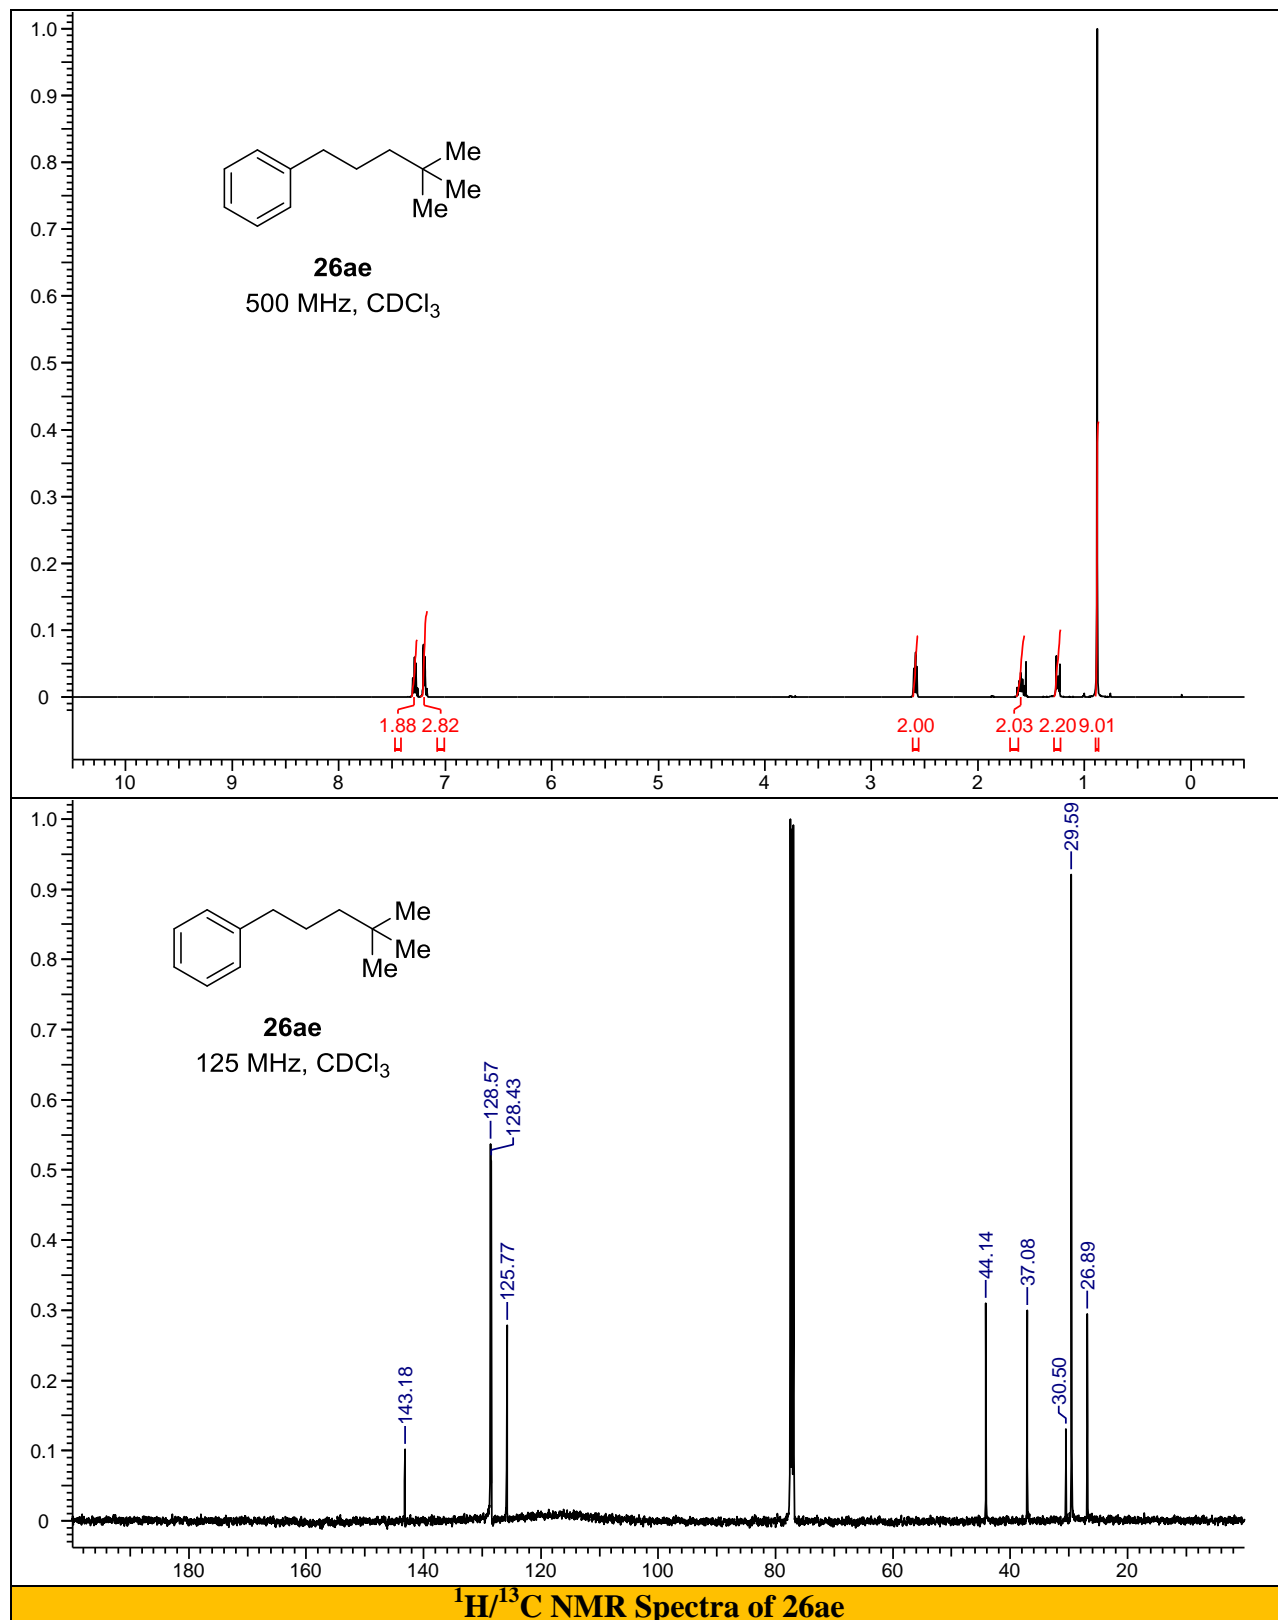 1.0
0.9
0.8
0.7
0.6
0.5
0.4
0.3
0.2
0.1
0
Me
Me
Me
26ae
500 MHz, CDCl₃
1.88 2.82 2.00 2.03 2.20 9.01
10 9 8 7 6 5 4 3 2 1 0
1.0
0.9
0.8
0.7
0.6
0.5
0.4
0.3
0.2
0.1
0
Me
Me
Me
26ae
125 MHz, CDCl₃
143.18
128.57
128.43
125.77
44.14
37.08
30.50
29.59
26.89
180 160 140 120 100 80 60 40 20
¹H/¹³C NMR Spectra of 26ae